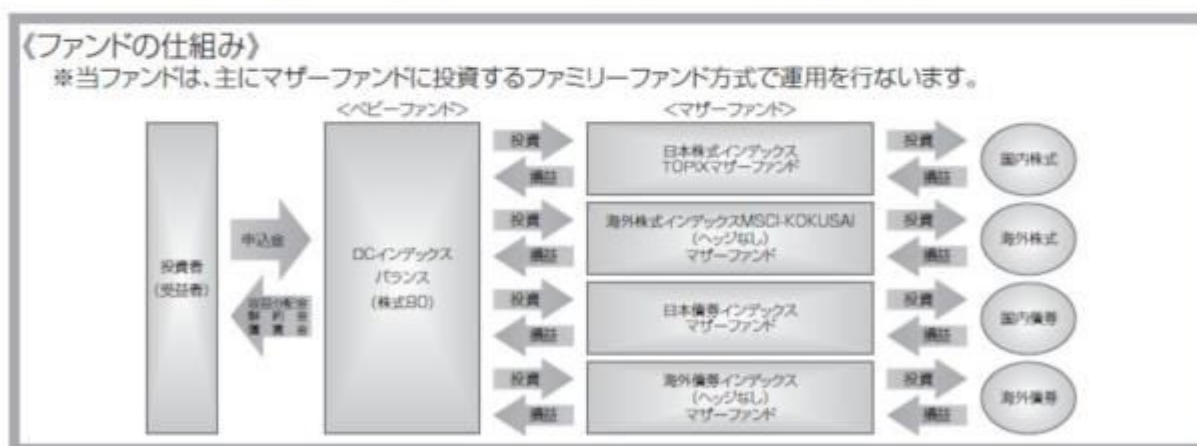 《ファンドの仕組み》
※当ファンドは、主にマザーファンドに投資するファミリーファンド方式で運用を行ないます。
<ベビーファンド>
<マザーファンド>
投資者
(受益者)
申込金
収益分配金
解約金
償還金
DCインデックス
バランス
(株式80)
投資
損益
日本株式インデックス
TOPIXマザーファンド
投資
損益
国内株式
投資
損益
海外株式インデックスMSCI-KOKUSAI
(ヘッジなし)
マザーファンド
投資
損益
海外株式
投資
損益
日本債券インデックス
マザーファンド
投資
損益
国内債券
投資
損益
海外債券インデックス
(ヘッジなし)
マザーファンド
投資
損益
海外債券